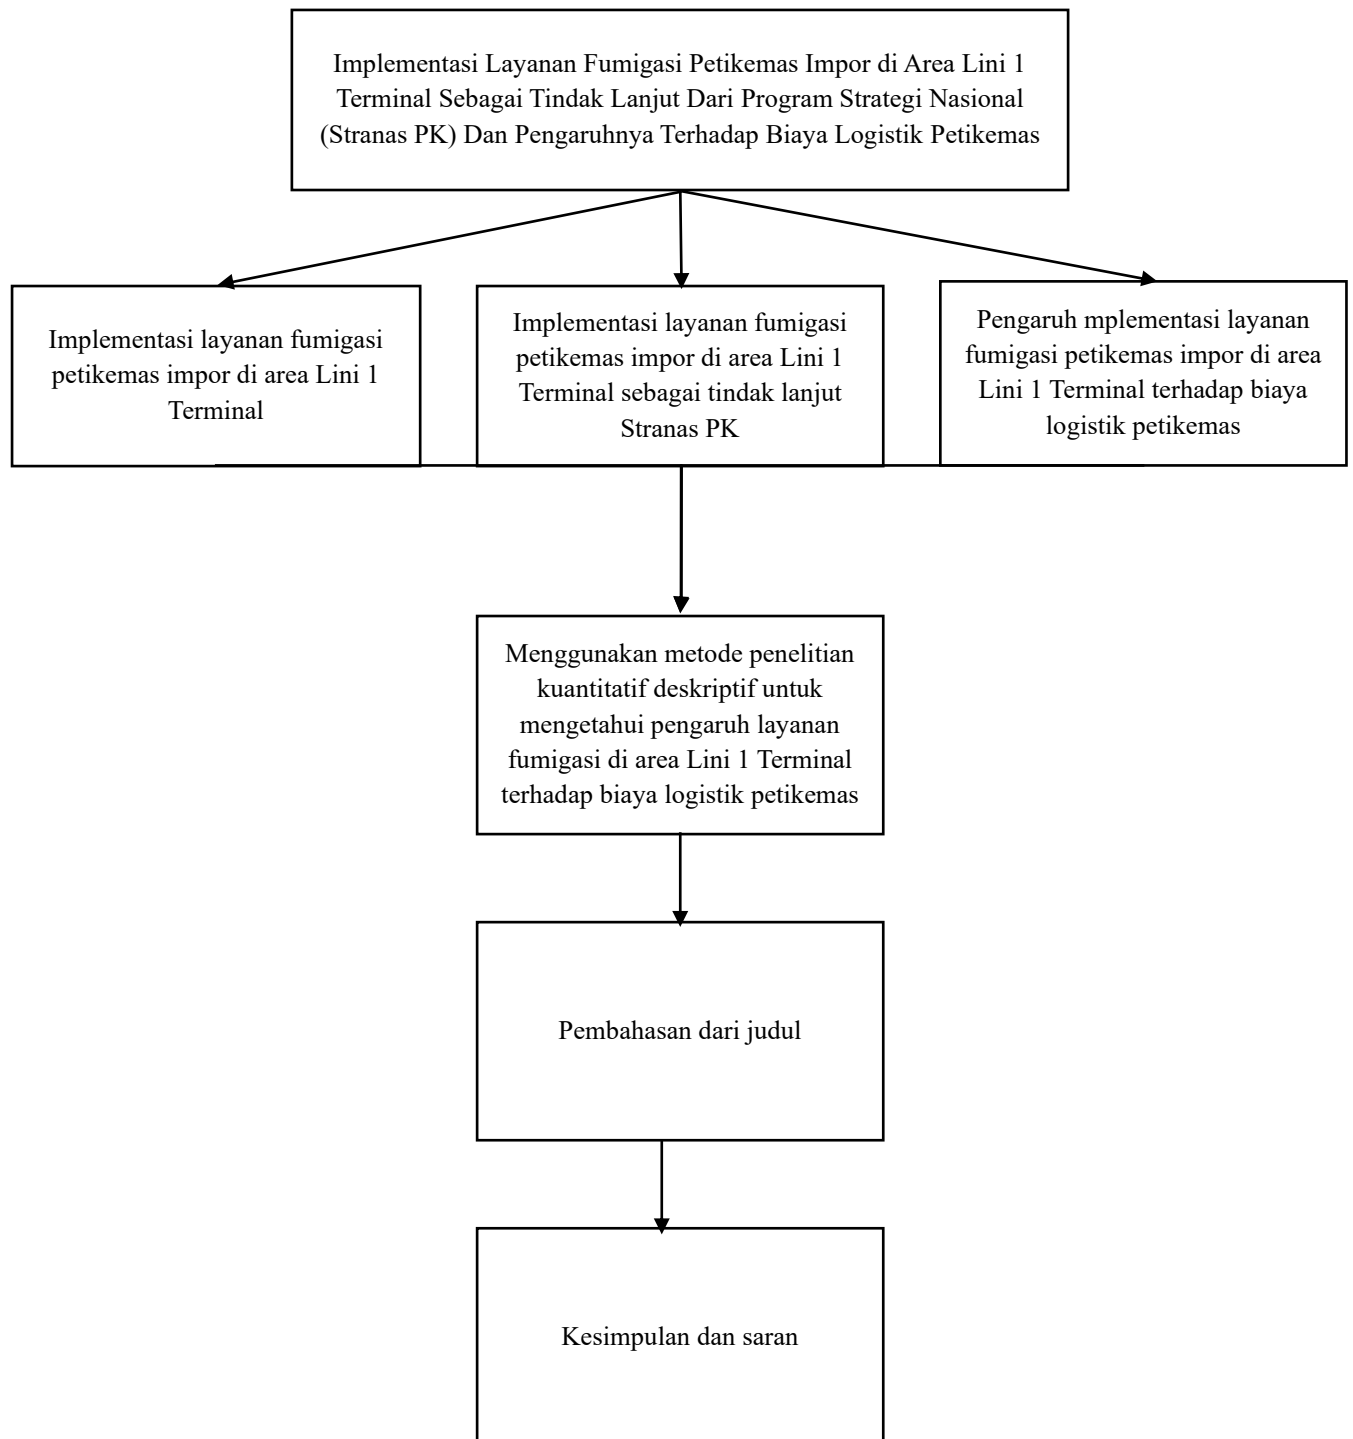 Implementasi Layanan Fumigasi Petikemas Impor di Area Lini 1
Terminal Sebagai Tindak Lanjut Dari Program Strategi Nasional
(Stranas PK) Dan Pengaruhnya Terhadap Biaya Logistik Petikemas
Implementasi layanan fumigasi
petikemas impor di area Lini 1
Terminal
Implementasi layanan fumigasi
petikemas impor di area Lini 1
Terminal sebagai tindak lanjut
Stranas PK
Pengaruh mplementasi layanan
fumigasi petikemas impor di area
Lini 1 Terminal terhadap biaya
logistik petikemas
Menggunakan metode penelitian
kuantitatif deskriptif untuk
mengetahui pengaruh layanan
fumigasi di area Lini 1 Terminal
terhadap biaya logistik petikemas
Pembahasan dari judul
Kesimpulan dan saran